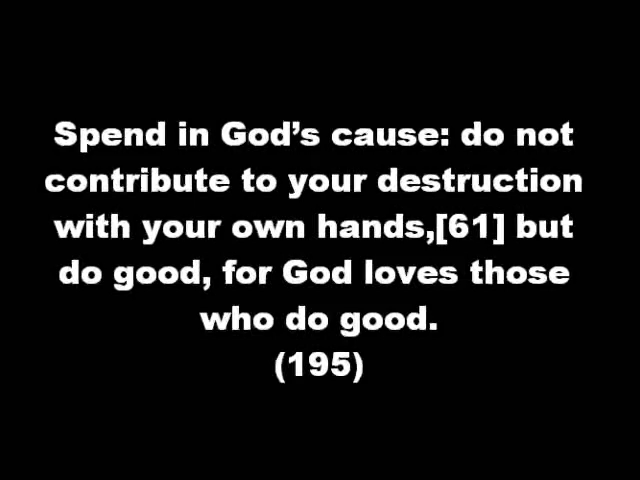 Spend in God’s cause: do not
contribute to your destruction
with your own hands,[61] but
do good, for God loves those
who do good.
(195)